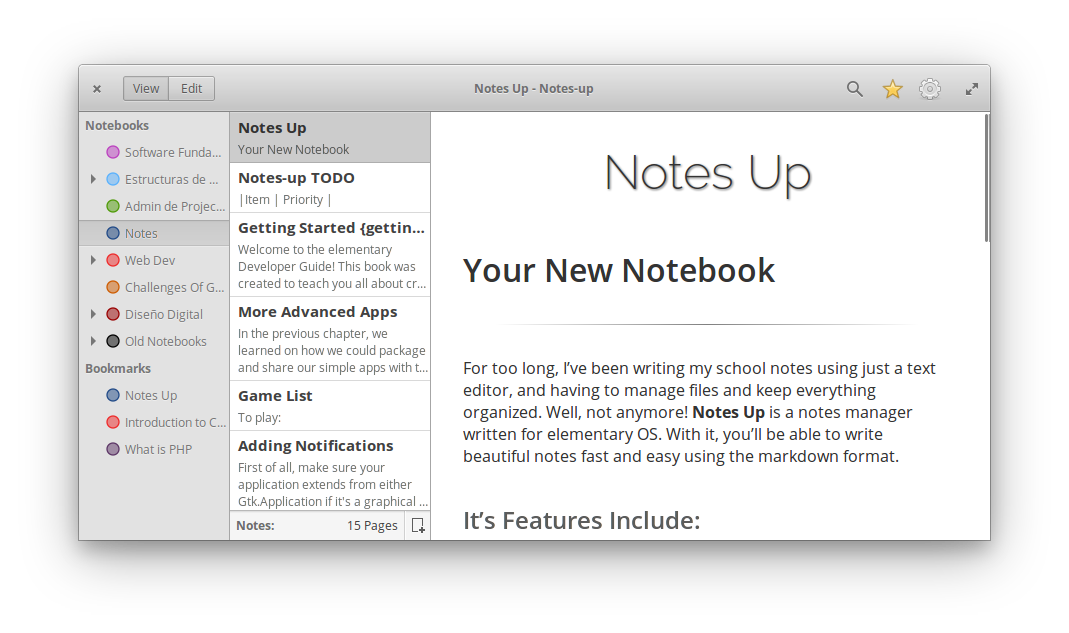 View Edit
Notes Up - Notes-up
Notebooks
Software Funda...
Estructuras de ...
Admin de Projec...
Notes
Web Dev
Challenges Of G...
Diseño Digital
Old Notebooks
Bookmarks
Notes Up
Introduction to C...
What is PHP
Notes Up
Your New Notebook
Notes-up TODO
|Item | Priority |
Getting Started {gettin...
Welcome to the elementary
Developer Guide! This book was
created to teach you all about cr...
More Advanced Apps
In the previous chapter, we
learned on how we could package
and share our simple apps with t...
Game List
To play:
Adding Notifications
First of all, make sure your
application extends from either
Gtk.Application if it's a graphical ...
Notes: 15 Pages
Notes Up
Your New Notebook
For too long, I’ve been writing my school notes using just a text
editor, and having to manage files and keep everything
organized. Well, not anymore! Notes Up is a notes manager
written for elementary OS. With it, you’ll be able to write
beautiful notes fast and easy using the markdown format.
It’s Features Include: